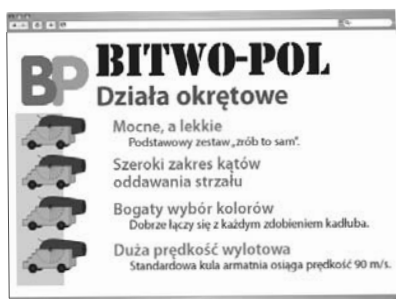 BP
BITWO-POL
Działa okrętowe
Mocne, a lekkie
Podstawowy zestaw „zrób to sam".
Szeroki zakres kątów
oddawania strzału
Bogaty wybór kolorów
Dobrze łączy się z każdym zdobieniem kadłuba.
Duża prędkość wylotowa
Standardowa kula armatnia osiąga prędkość 90 m/s.